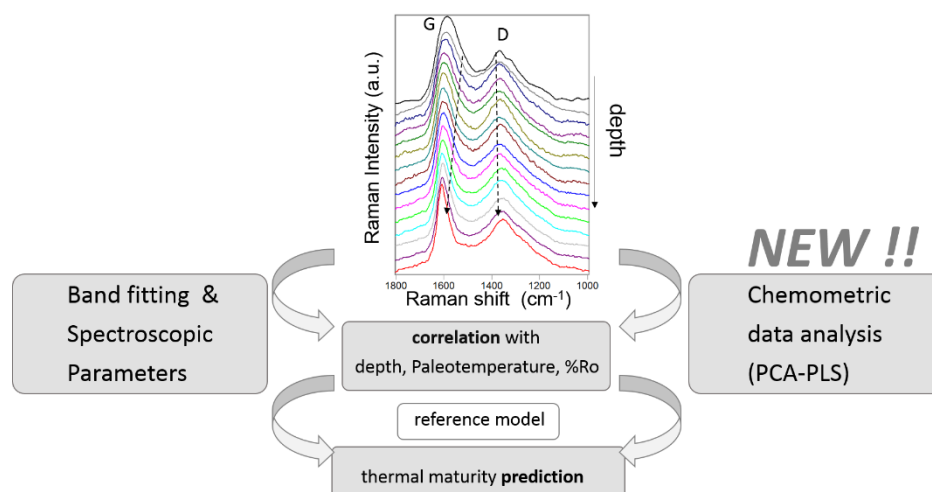 G
D
Raman Intensity (a.u.)
depth
1800
1600
1400
1200
1000
Raman shift (cm-1)
NEW !!
Band fitting &
Spectroscopic
Parameters
Chemometric
data analysis
(PCA-PLS)
correlation with
depth, Paleotemperature, %Ro
reference model
thermal maturity prediction